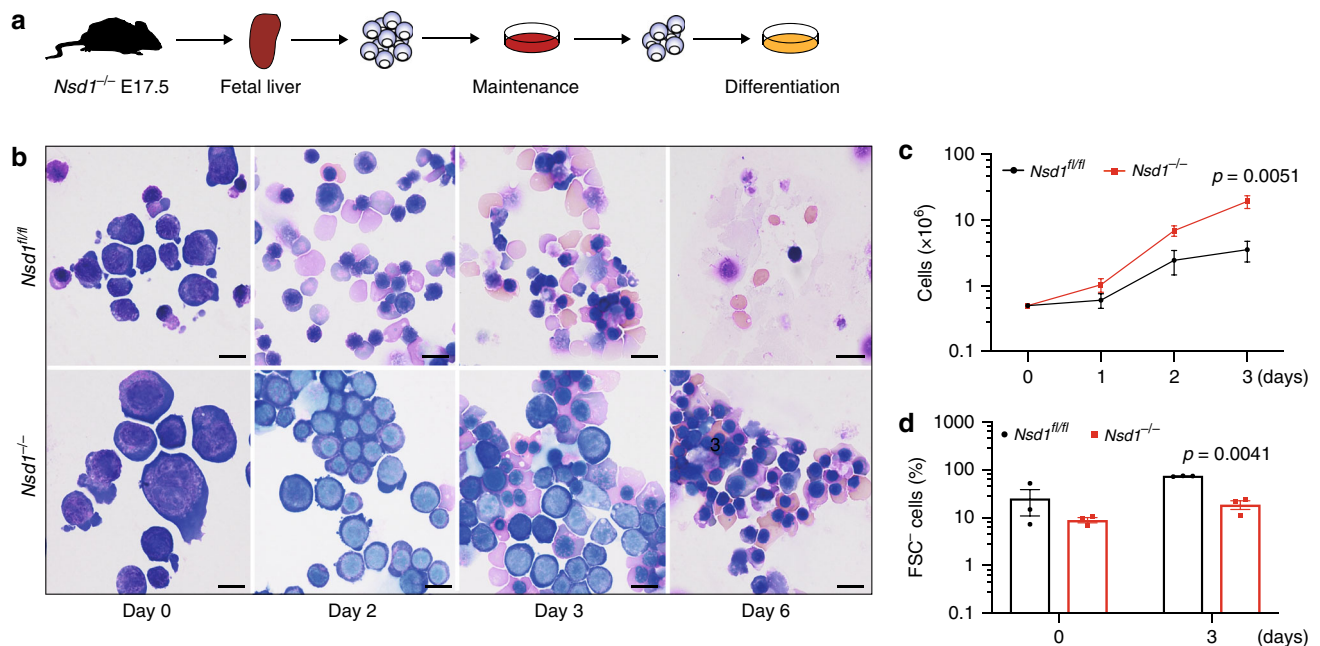 a
Nsd1–/– E17.5
Fetal liver
Maintenance
Differentiation
b
Nsd1fl/fl
Nsd1–/–
3
Day 0
Day 2
Day 3
Day 6
c
Nsd1fl/fl
Nsd1–/–
p = 0.0051
Cells (×10⁶)
100
10
1
0.1
0
1
2
3 (days)
d
Nsd1fl/fl
Nsd1–/–
p = 0.0041
FSC⁻ cells (%)
1000
100
10
1
0.1
0
3
(days)